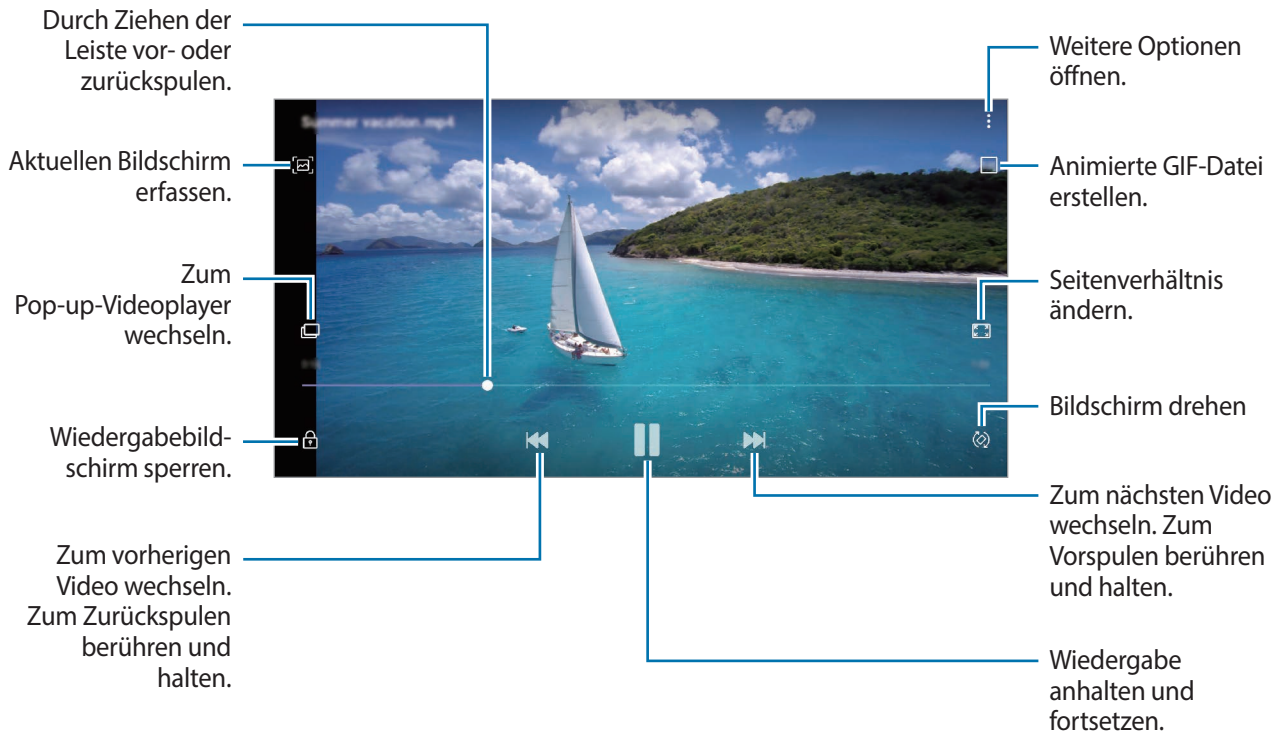 Durch Ziehen der
Leiste vor- oder
zurückspulen.
Aktuellen Bildschirm
erfassen.
Zum
Pop-up-Videoplayer
wechseln.
Wiedergabebild-
schirm sperren.
Zum vorherigen
Video wechseln.
Zum Zurückspulen
berühren und
halten.
Summer vacation.mp4
Weitere Optionen
öffnen.
Animierte GIF-Datei
erstellen.
Seitenverhältnis
ändern.
Bildschirm drehen
Zum nächsten Video
wechseln. Zum
Vorspulen berühren
und halten.
Wiedergabe
anhalten und
fortsetzen.